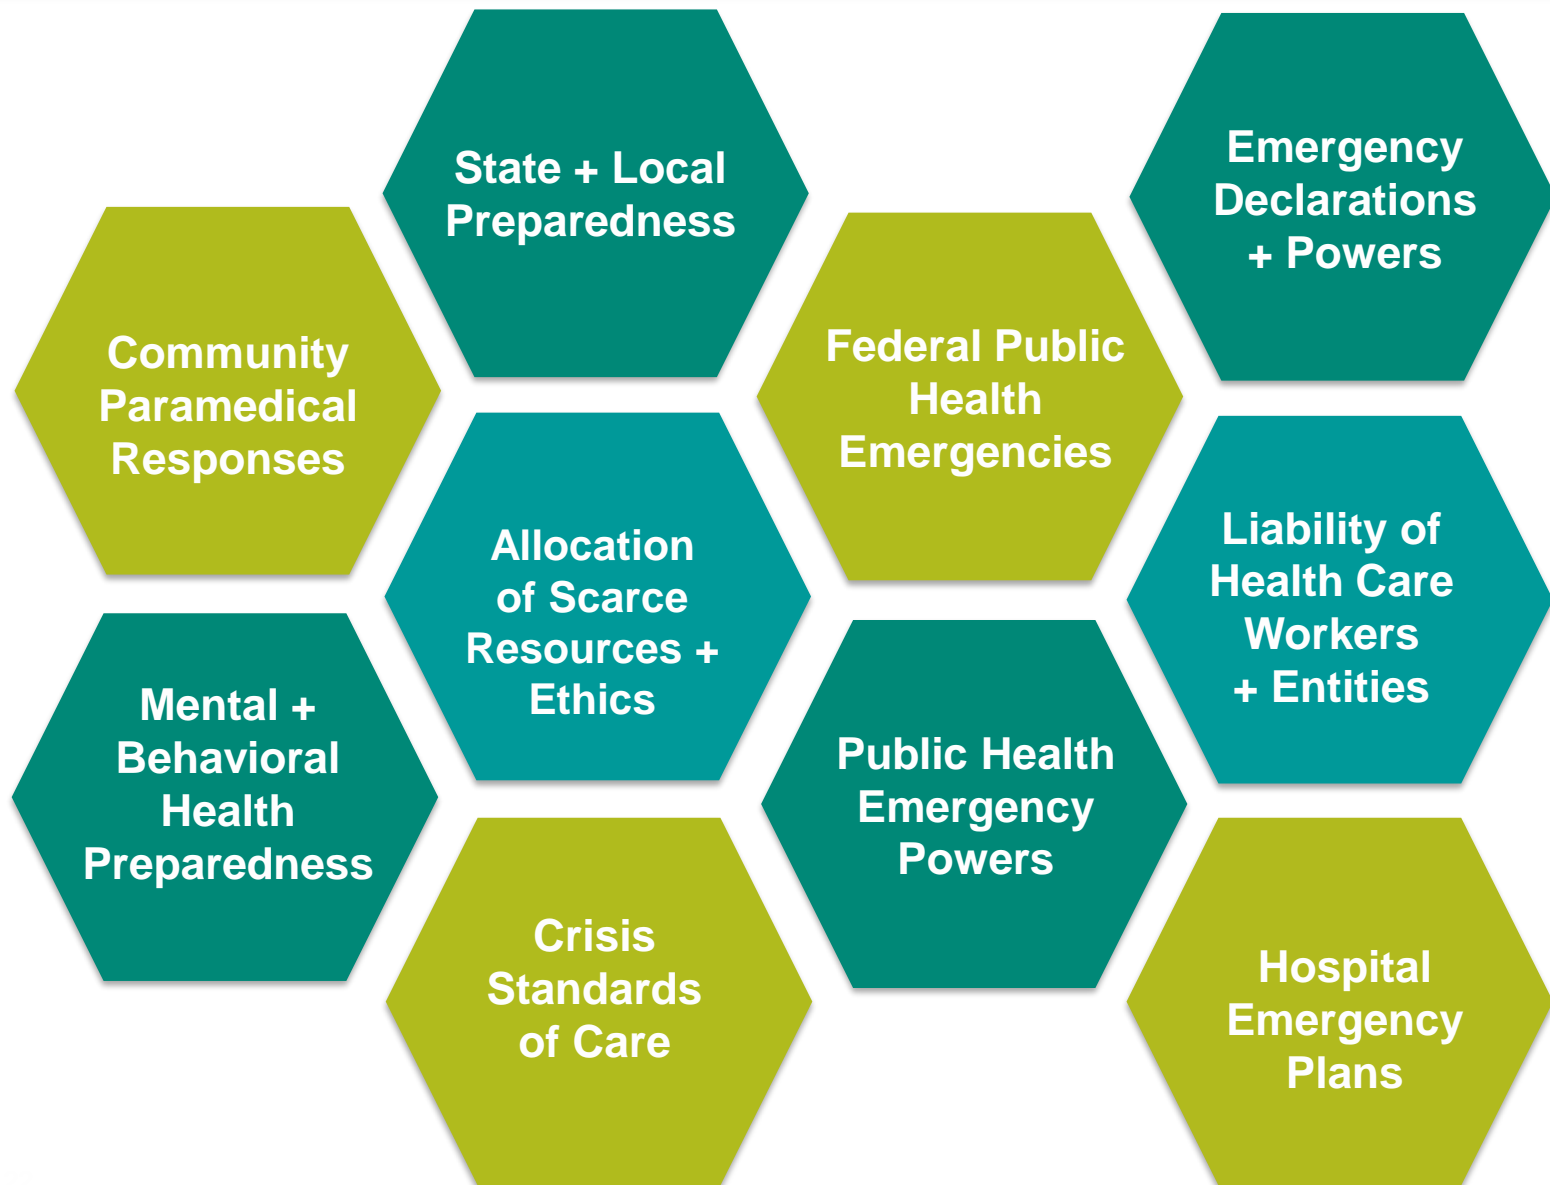 State + Local
Preparedness
Emergency
Declarations
+ Powers
Community
Paramedical
Responses
Federal Public
Health
Emergencies
Allocation
of Scarce
Resources +
Ethics
Liability of
Health Care
Workers
+ Entities
Mental +
Behavioral
Health
Preparedness
Public Health
Emergency
Powers
Crisis
Standards
of Care
Hospital
Emergency
Plans